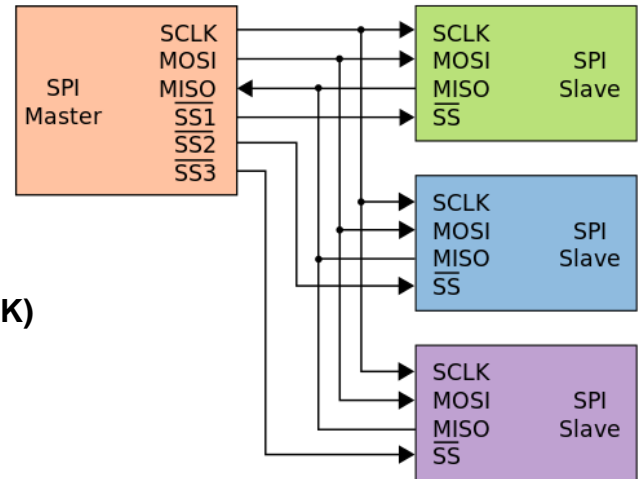 SPI
Master
SCLK
MOSI
MISO
SS1
SS2
SS3
SCLK
MOSI
MISO
SS
SPI
Slave
SCLK
MOSI
MISO
SS
SPI
Slave
K)
SCLK
MOSI
MISO
SS
SPI
Slave